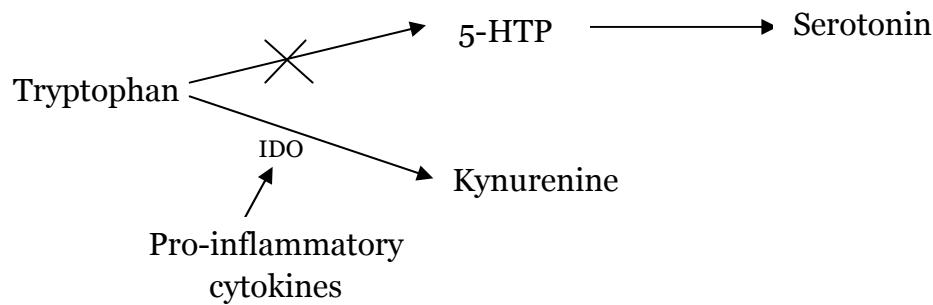 5-HTP
Serotonin
Tryptophan
IDO
Kynurenine
Pro-inflammatory
cytokines